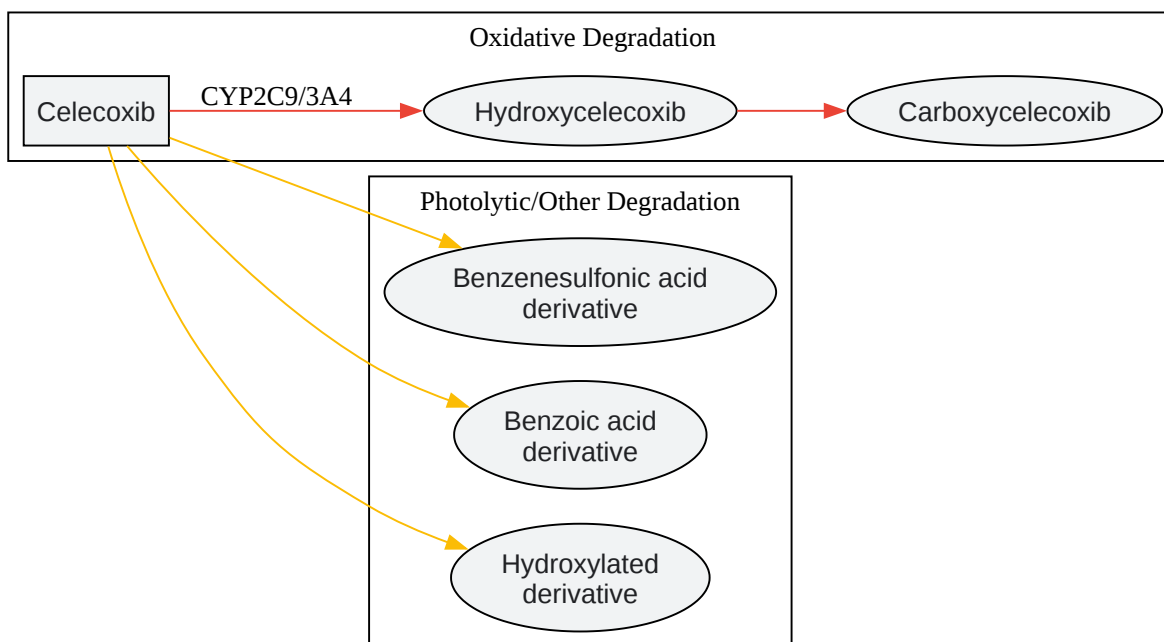 Oxidative Degradation
Celecoxib
CYP2C9/3A4
Hydroxycelecoxib
Carboxycelecoxib
Photolytic/Other Degradation
Benzenesulfonic acid
derivative
Benzoic acid
derivative
Hydroxylated
derivative